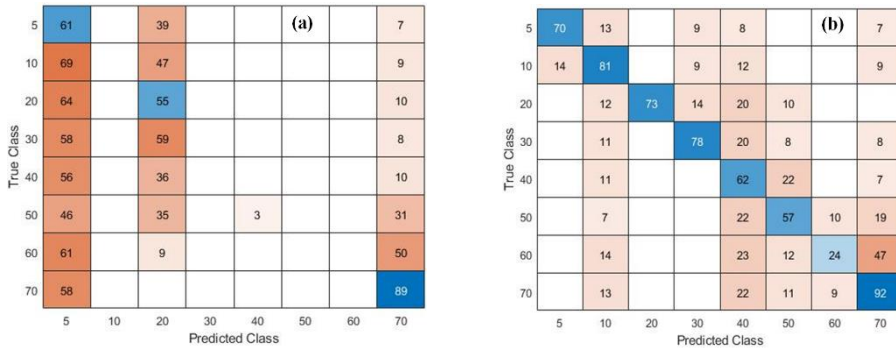 (a)
5 61 39 7
10 69 47 9
20 64 55 10
30 58 59 8
40 56 36 10
50 46 35 3 31
60 61 9 50
70 58 89
5 10 20 30 40 50 60 70
Predicted Class
True Class
(b)
5 70 13 9 8 7
10 14 81 9 12 9
20 12 73 14 20 10
30 11 78 20 8 8
40 11 62 22 7
50 7 22 57 10 19
60 14 23 12 24 47
70 13 22 11 9 92
5 10 20 30 40 50 60 70
Predicted Class
True Class